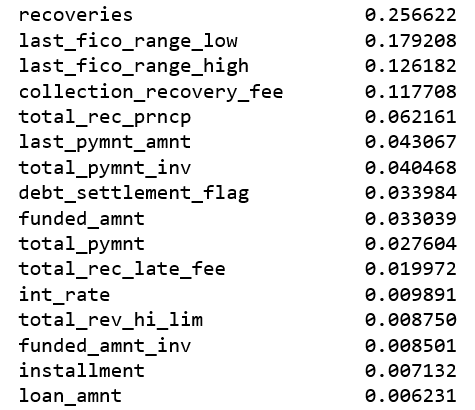 recoveries 0.256622
last_fico_range_low 0.179208
last_fico_range_high 0.126182
collection_recovery_fee 0.117708
total_rec_prncp 0.062161
last_pymnt_amnt 0.043067
total_pymnt_inv 0.040468
debt_settlement_flag 0.033984
funded_amnt 0.033039
total_pymnt 0.027604
total_rec_late_fee 0.019972
int_rate 0.009891
total_rev_hi_lim 0.008750
funded_amnt_inv 0.008501
installment 0.007132
loan_amnt 0.006231